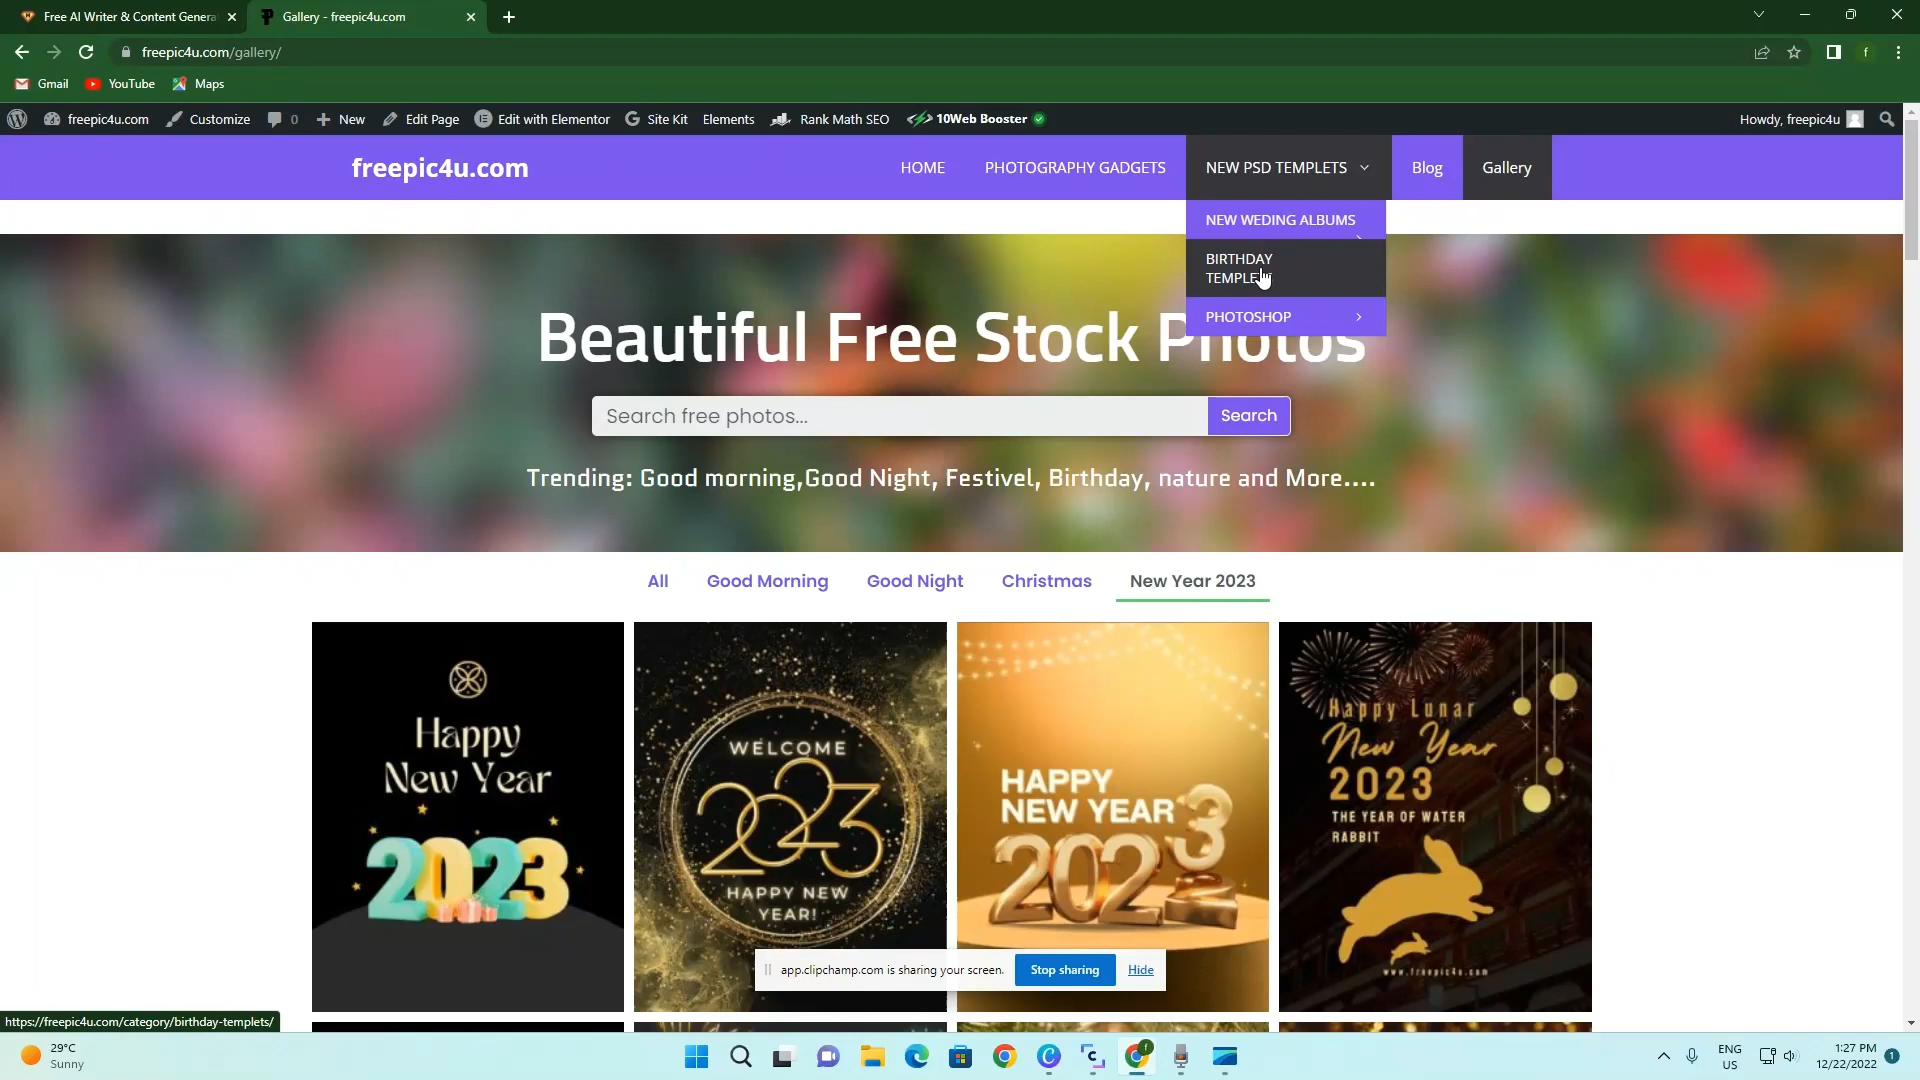 Free AI Writer & Content Genera
Gallery - freepic4u.com
freepic4u.com/gallery/
f
Gmail
YouTube
Maps
freepic4u.com
Customize
0
New
Edit Page
Edit with Elementor
Site Kit
Elements
Rank Math SEO
10Web Booster
Howdy, freepic4u
freepic4u.com
HOME
PHOTOGRAPHY GADGETS
NEW PSD TEMPLETS
Blog
Gallery
NEW WEDING ALBUMS
BIRTHDAY
PHOTOSHOP
Beautiful Free Stock Photos
Search free photos...
Search
Trending: Good morning,Good Night, Festivel, Birthday, nature and More....
All
Good Morning
Good Night
Christmas
New Year 2023
Happy
New Year
2023
WELCOME
2023
HAPPY NEW
YEAR!
HAPPY
NEW YEAR
2023
2
Happy Lunar
New Year
2023
THE YEAR OF WATER
RABBIT
www.freepic4u.com
app.clipchamp.com is sharing your screen.
Stop sharing
Hide
https://freepic4u.com/category/birthday-templets/
29°C
Sunny
f
ENG
US
1:27 PM
12/22/2022
1